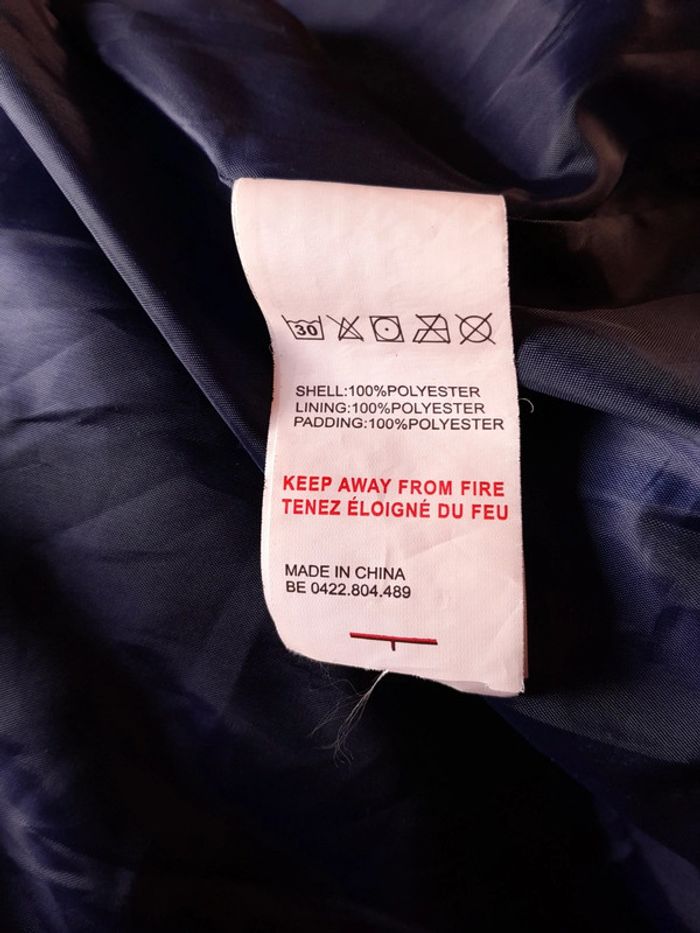 30
SHELL:100%POLYESTER
LINING:100%POLYESTER
PADDING:100%POLYESTER
KEEP AWAY FROM FIRE
TENEZ ÉLOIGNÉ DU FEU
MADE IN CHINA
BE 0422.804.489